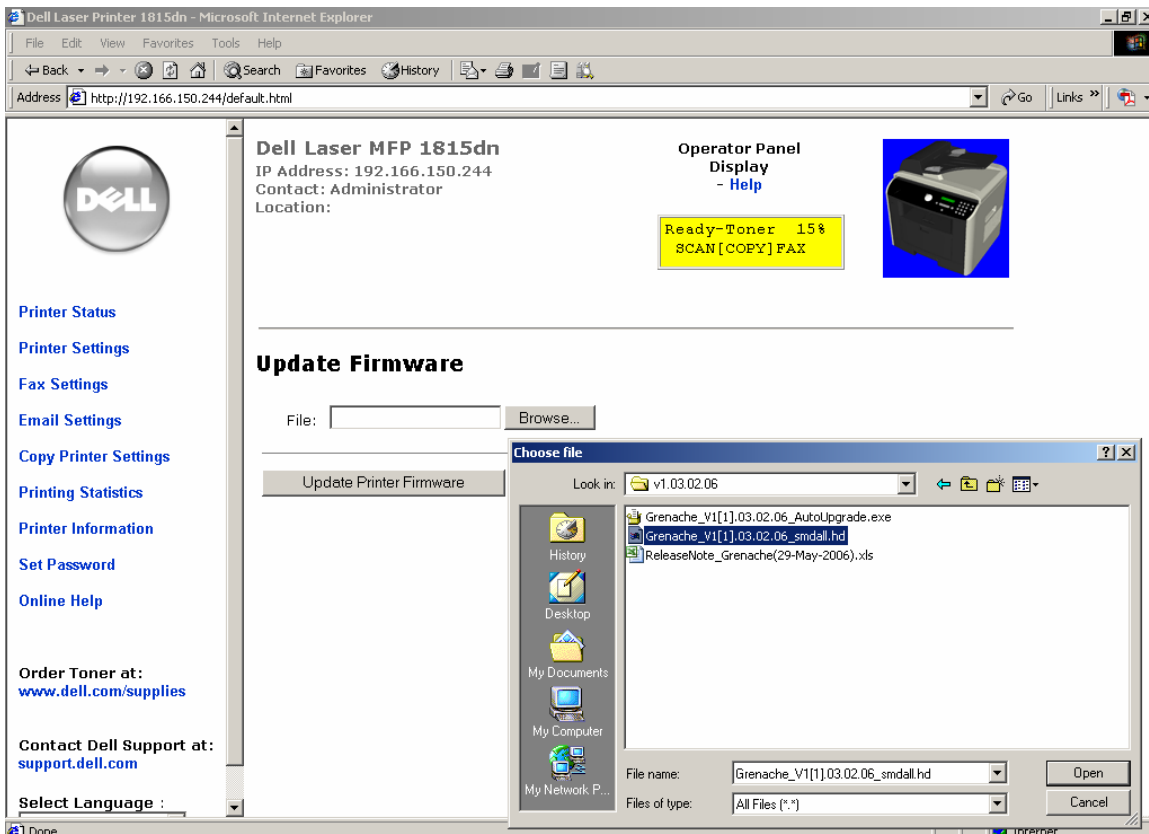 Dell Laser Printer 1815dn - Microsoft Internet Explorer
File Edit View Favorites Tools Help
Back Search Favorites History
Address http://192.166.150.244/default.html Go Links »
DELL
Dell Laser MFP 1815dn
IP Address: 192.166.150.244
Contact: Administrator
Location:
Operator Panel
Display
- Help
Ready-Toner 15%
SCAN[COPY]FAX
Printer Status
Printer Settings
Fax Settings
Email Settings
Copy Printer Settings
Printing Statistics
Printer Information
Set Password
Online Help
Order Toner at:
www.dell.com/supplies
Contact Dell Support at:
support.dell.com
Select Language :
Update Firmware
File: Browse...
Update Printer Firmware
Choose file
Look in: v1.03.02.06
History
Desktop
My Documents
My Computer
My Network P...
Grenache_V1[1].03.02.06_AutoUpgrade.exe
Grenache_V1[1].03.02.06_smdall.hd
ReleaseNote_Grenache(29-May-2006).xls
File name: Grenache_V1[1].03.02.06_smdall.hd Open
Files of type: All Files (*.*) Cancel
Done Internet